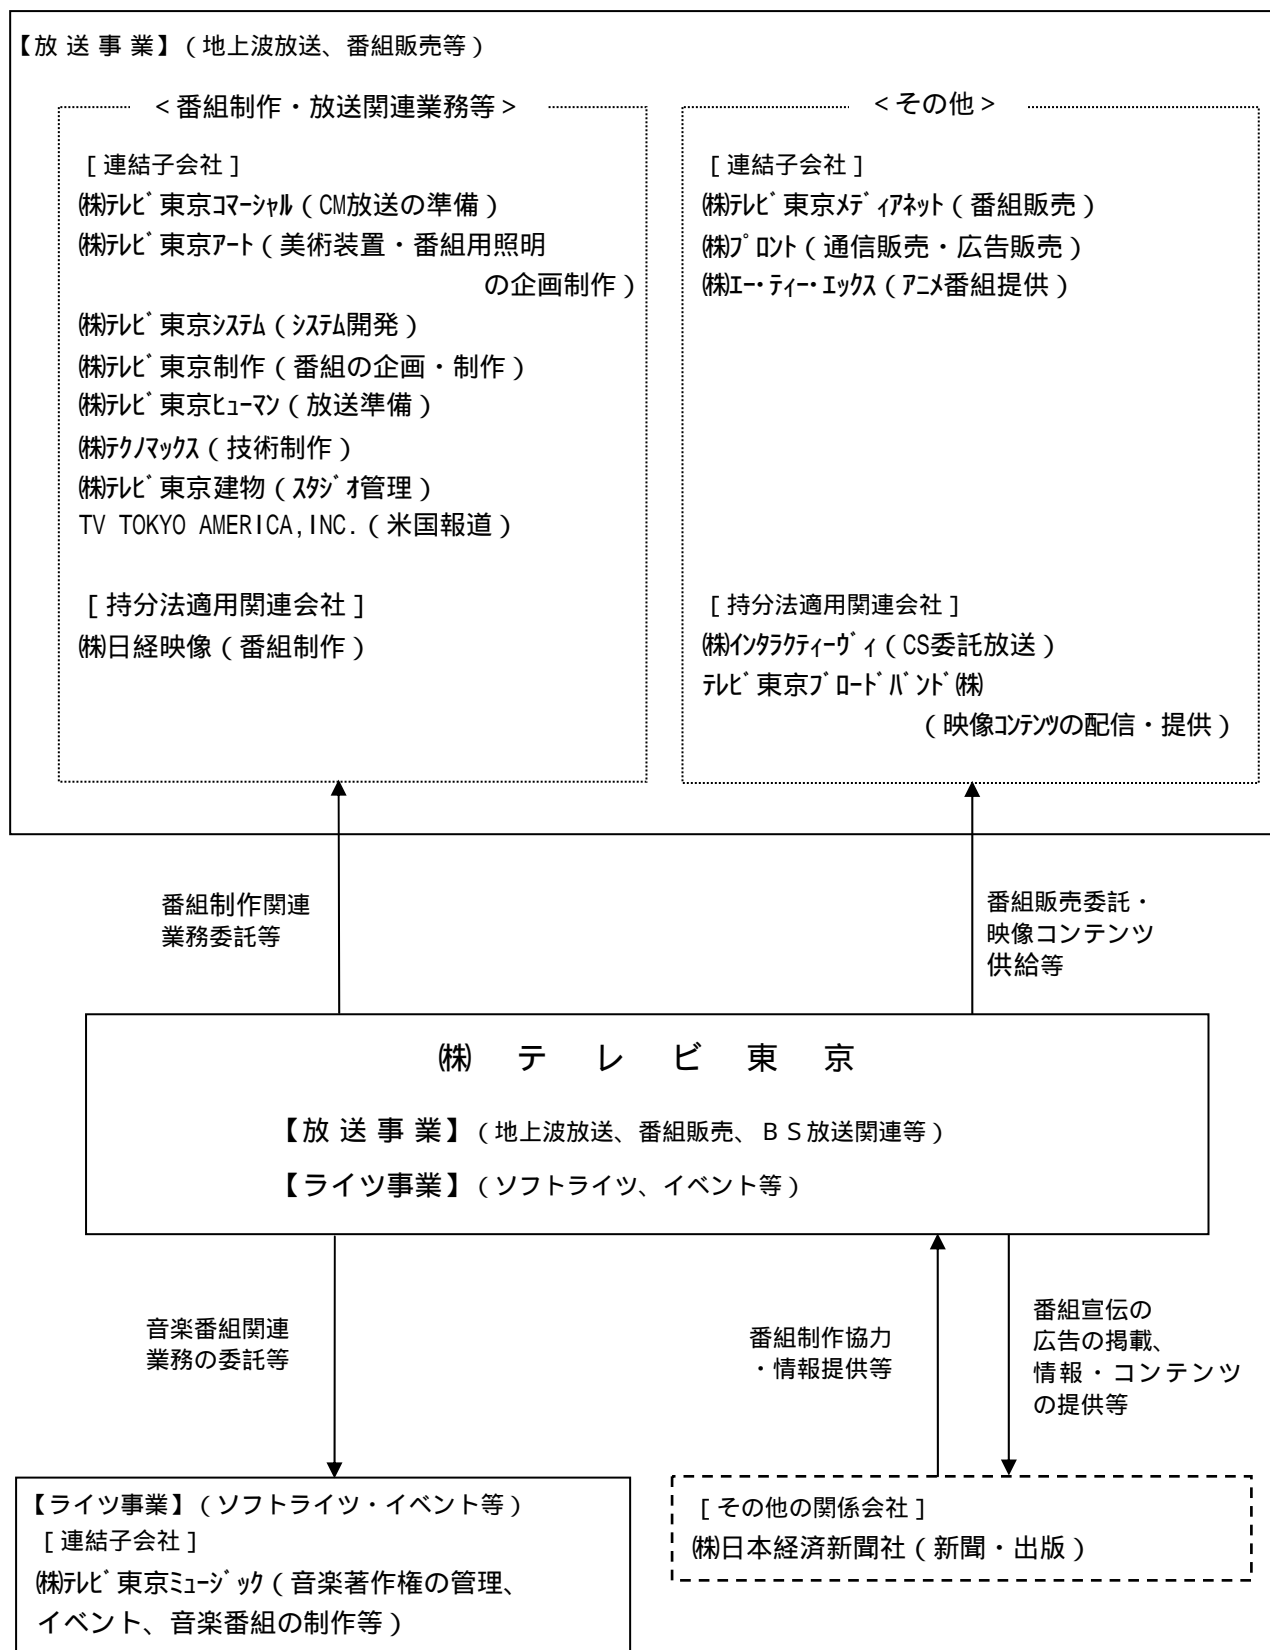 【放 送 事 業】（地上波放送、番組販売等）
＜番組制作・放送関連業務等＞
［連結子会社］
㈱ﾃﾚﾋﾞ東京ｺﾏｰｼｬﾙ（CM放送の準備）
㈱ﾃﾚﾋﾞ東京ｱｰﾄ（美術装置・番組用照明
の企画制作）
㈱ﾃﾚﾋﾞ東京ｼｽﾃﾑ（ｼｽﾃﾑ開発）
㈱ﾃﾚﾋﾞ東京制作（番組の企画・制作）
㈱ﾃﾚﾋﾞ東京ﾋｭｰﾏﾝ（放送準備）
㈱ﾃｸﾉﾏｯｸｽ（技術制作）
㈱ﾃﾚﾋﾞ東京建物（ｽﾀｼﾞｵ管理）
TV TOKYO AMERICA,INC.（米国報道）
［持分法適用関連会社］
㈱日経映像（番組制作）
＜その他＞
［連結子会社］
㈱ﾃﾚﾋﾞ東京ﾒﾃﾞｨｱﾈｯﾄ（番組販売）
㈱ﾌﾟﾛﾝﾄ（通信販売・広告販売）
㈱ｴｰ･ﾃｨｰ･ｴｯｸｽ（ｱﾆﾒ番組提供）
［持分法適用関連会社］
㈱ｲﾝﾀﾗｸﾃｨｰｳﾞｨ（CS委託放送）
ﾃﾚﾋﾞ東京ﾌﾞﾛｰﾄﾞﾊﾞﾝﾄﾞ㈱
（映像ｺﾝﾃﾝﾂの配信・提供）
番組制作関連
業務委託等
番組販売委託・
映像コンテンツ
供給等
㈱ テ レ ビ 東 京
【放 送 事 業】（地上波放送、番組販売、ＢＳ放送関連等）
【ライツ事業】（ソフトライツ、イベント等）
音楽番組関連
業務の委託等
番組制作協力
・情報提供等
番組宣伝の
広告の掲載、
情報・コンテンツ
の提供等
【ライツ事業】（ソフトライツ・イベント等）
［連結子会社］
㈱ﾃﾚﾋﾞ東京ﾐｭｰｼﾞｯｸ（音楽著作権の管理、
イベント、音楽番組の制作等）
［その他の関係会社］
㈱日本経済新聞社（新聞・出版）